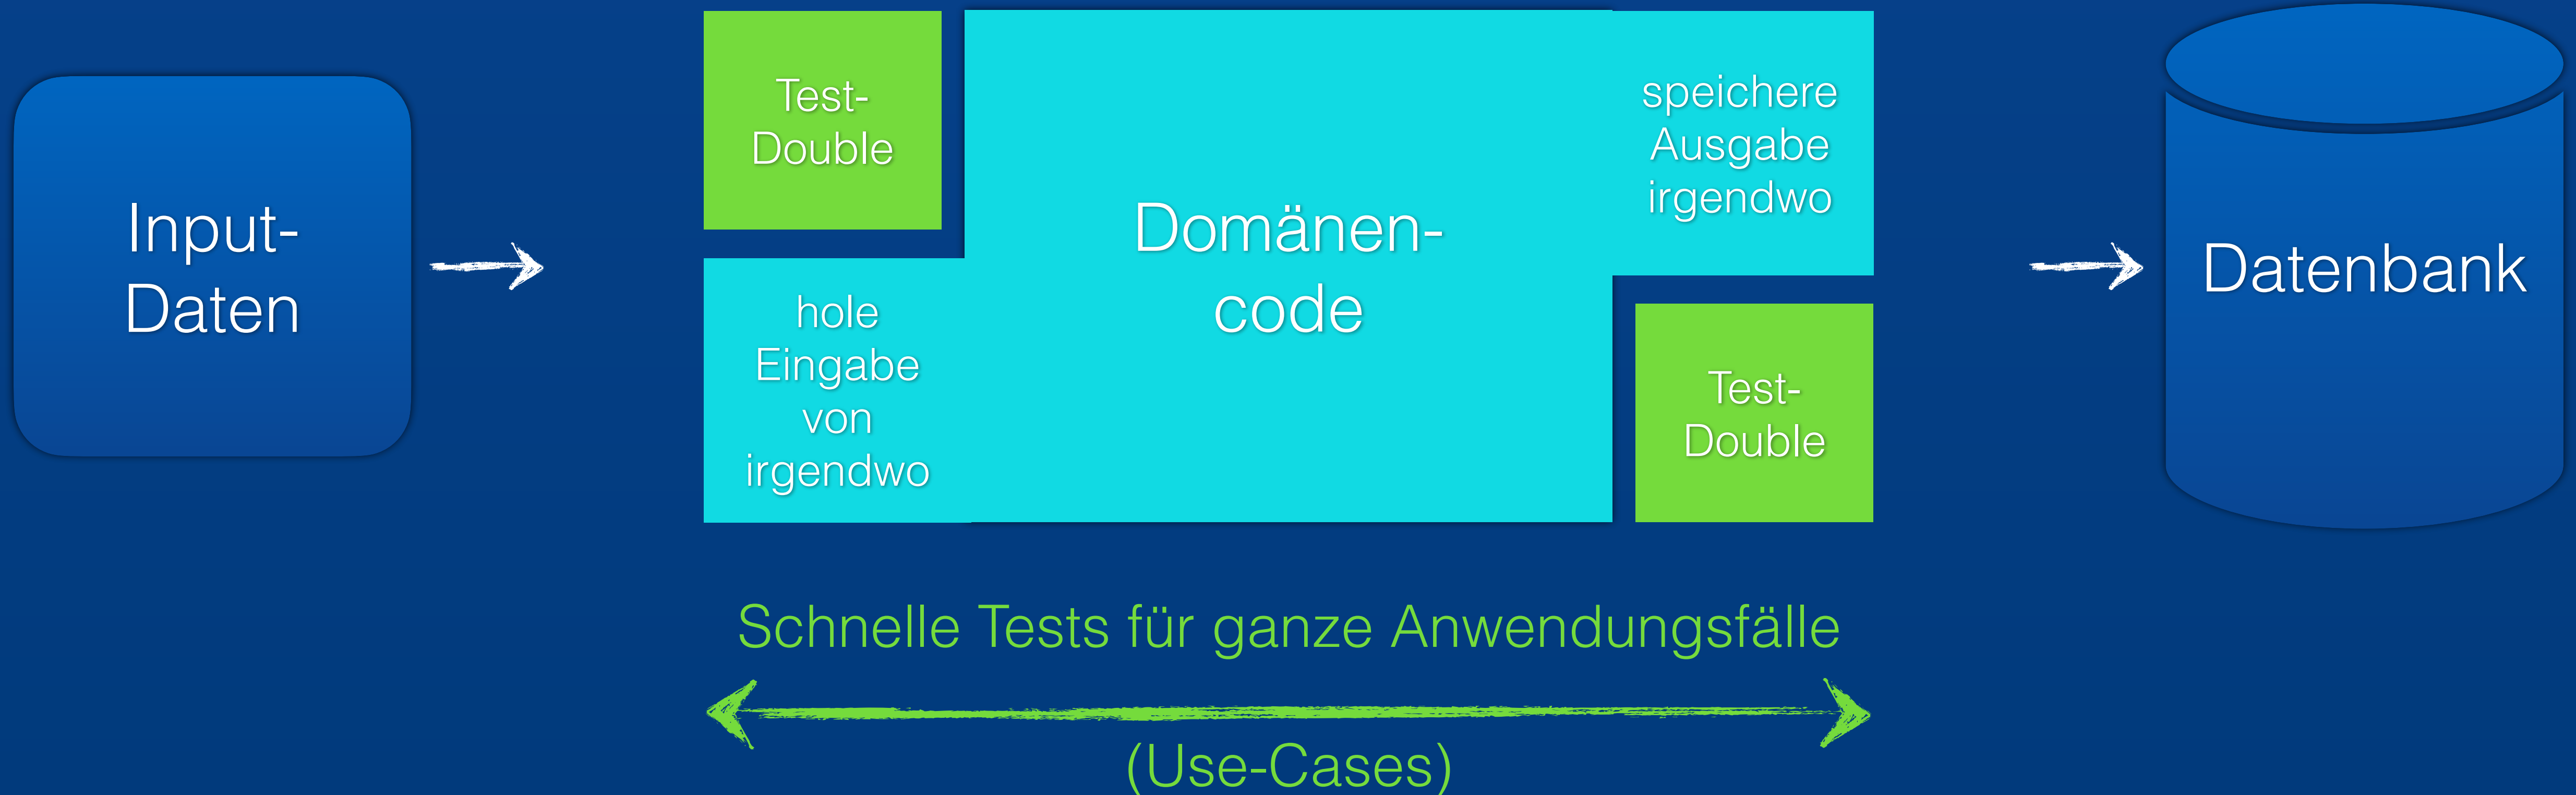 Input-
Daten
Test-
Double
hole
Eingabe
von
irgendwo
Domänen-
code
speichere
Ausgabe
irgendwo
Test-
Double
Datenbank
Schnelle Tests für ganze Anwendungsfälle
(Use-Cases)